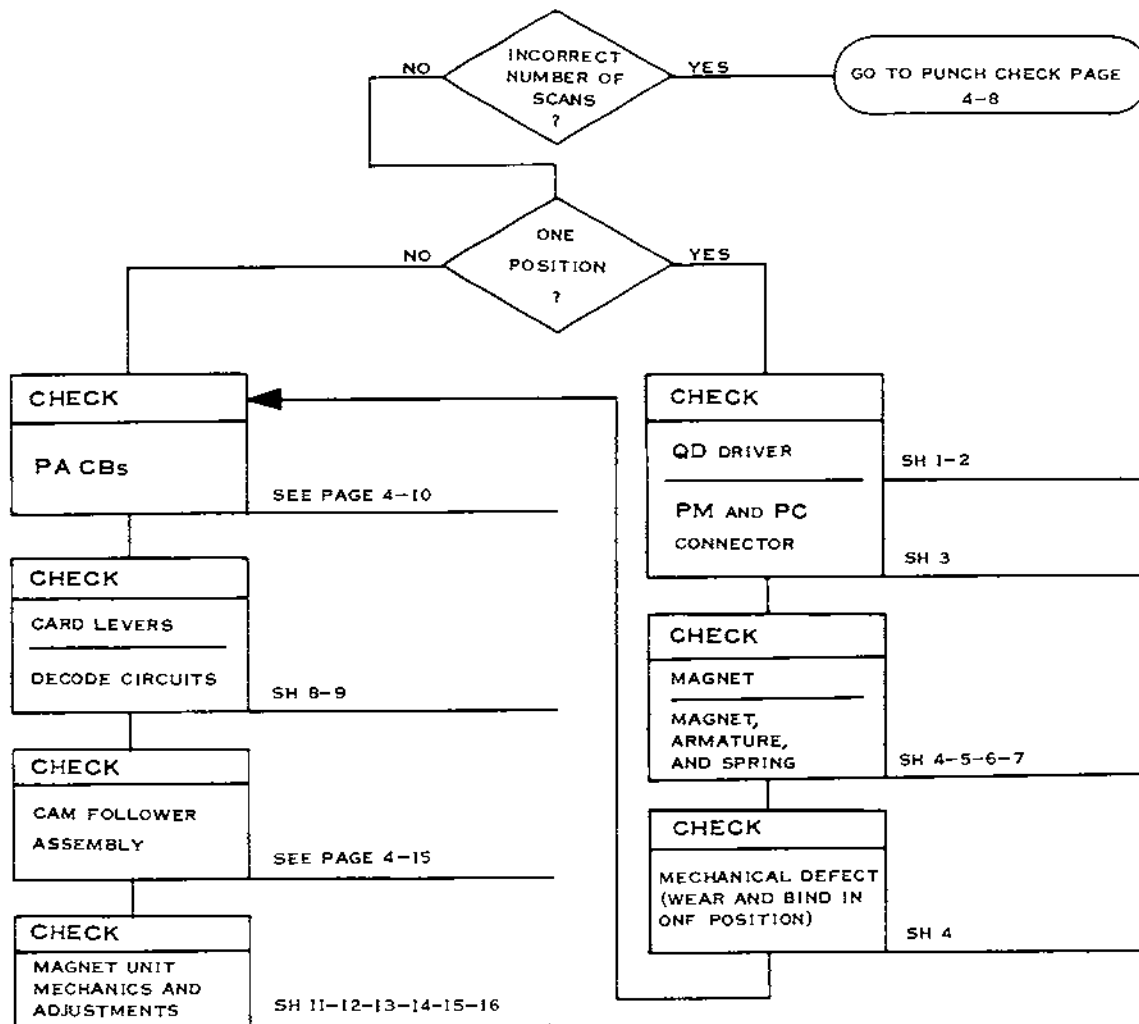 INCORRECT
NUMBER OF
SCANS
?
NO
YES
GO TO PUNCH CHECK PAGE
4-8
ONE
POSITION
?
NO
YES
CHECK
PA CBs
SEE PAGE 4-10
CHECK
CARD LEVERS
DECODE CIRCUITS
SH 8-9
CHECK
CAM FOLLOWER
ASSEMBLY
SEE PAGE 4-15
CHECK
MAGNET UNIT
MECHANICS AND
ADJUSTMENTS
SH 11-12-13-14-15-16
CHECK
QD DRIVER
SH 1-2
PM AND PC
CONNECTOR
SH 3
CHECK
MAGNET
MAGNET,
ARMATURE,
AND SPRING
SH 4-5-6-7
CHECK
MECHANICAL DEFECT
(WEAR AND BIND IN
ONE POSITION)
SH 4